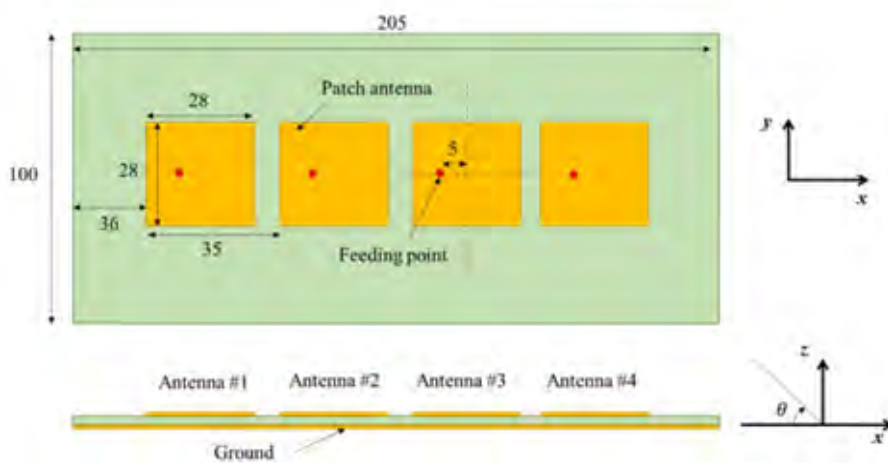 205
Patch antenna
28
5
y
100
28
x
36
35
Feeding point
Antenna #1 Antenna #2 Antenna #3 Antenna #4
z
θ
x
Ground